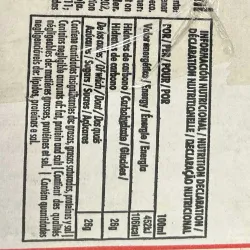 INFORMACIÓN NUTRICIONAL / NUTRITION DECLARATION /
DÉCLARATION NUTRITIONNELLE / DECLARAÇÃO NUTRICIONAL
POR / PER / POUR / POR 100ml
Valor energético / Energy / Énergie / Energia 452kJ
106kcal
Hidratos de carbono / Carbohydrate / Glucides /
Hidratos de carbono 26g
De los cuales / Of which / Dont / Dos quais
Azúcares / Sugars / Sucres / Açúcares 26g
Contiene cantidades insignificantes de grasas, grasas saturadas, proteínas y sal |
Contains negligible amounts of fat, protein and salt | Contient des quantités
négligeables de matières grasses, protéines et sel | Contém quantidades
negligenciáveis de: lípidos, proteínas e sal.